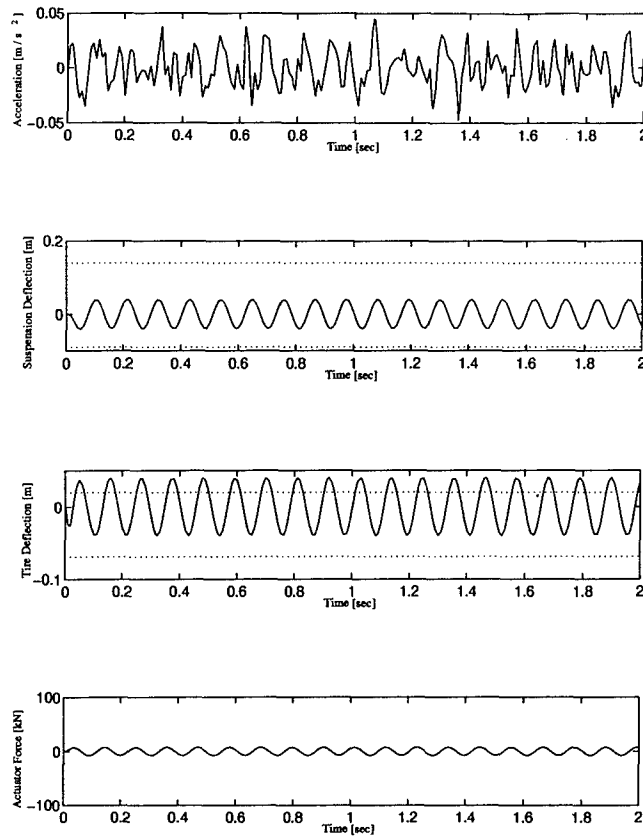 Acceleration [m / s ²]
0.05
0
−0.05
0 0.2 0.4 0.6 0.8 1 1.2 1.4 1.6 1.8 2
Time [sec]
Suspension Deflection [m]
0.2
0
0 0.2 0.4 0.6 0.8 1 1.2 1.4 1.6 1.8 2
Time [sec]
Tire Deflection [m]
0
−0.1
0 0.2 0.4 0.6 0.8 1 1.2 1.4 1.6 1.8 2
Time [sec]
Actuator Force [kN]
100
0
−100
0 0.2 0.4 0.6 0.8 1 1.2 1.4 1.6 1.8 2
Time [sec]